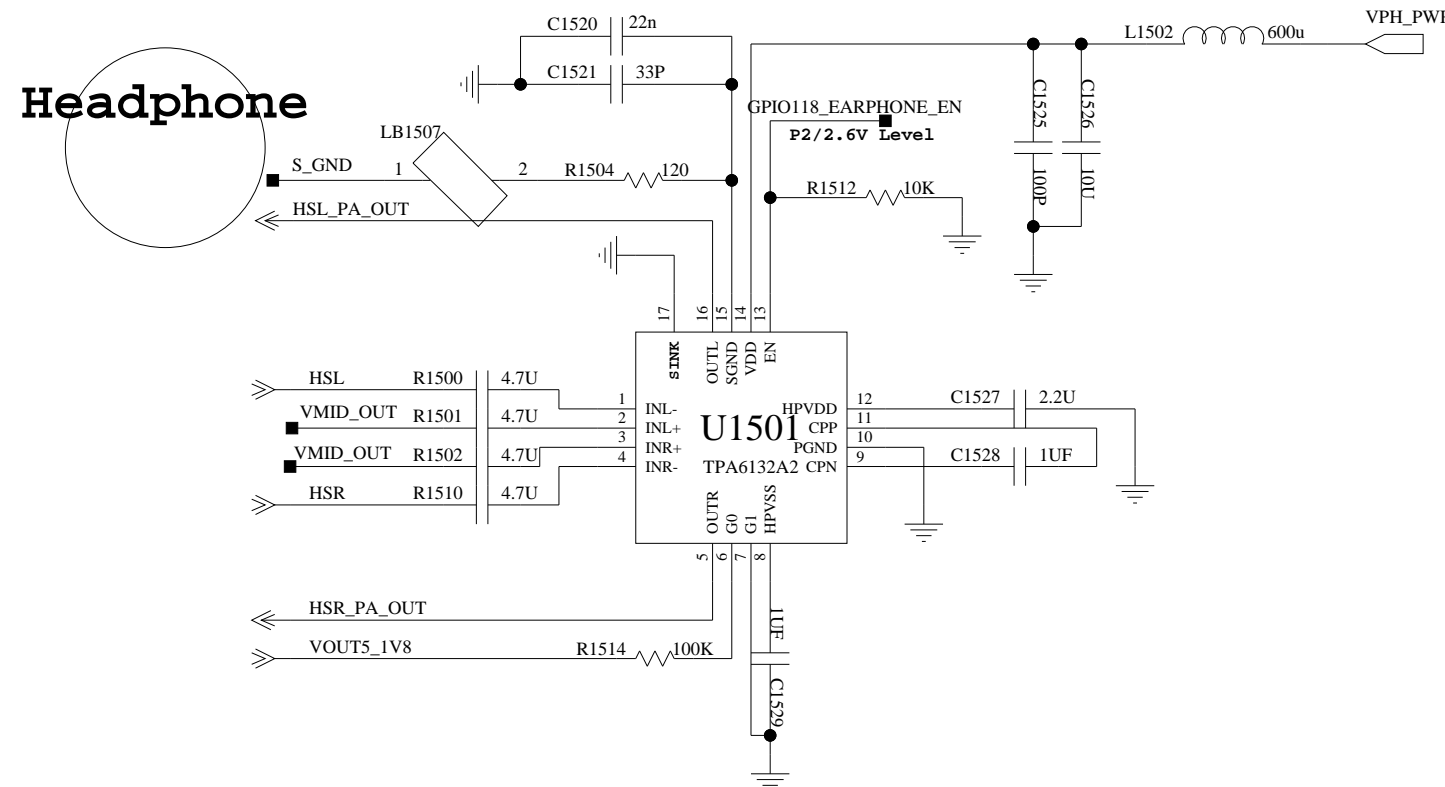 C1520 22n
C1521 33P
L1502 600u
VPH_PWR
Headphone
GPIO118_EARPHONE_EN
P2/2.6V Level
C1525 100P
C1526 10U
LB1507
S_GND 1 2 R1504 120
R1512 10K
HSL_PA_OUT
17 16 15 14 13
SINK OUTL SGND VDD EN
HSL R1500 4.7U 1 INL-
VMID_OUT R1501 4.7U 2 INL+
VMID_OUT R1502 4.7U 3 INR+
HSR R1510 4.7U 4 INR-
U1501
TPA6132A2
HPVDD 12 C1527 2.2U
CPP 11
PGND 10
CPN 9 C1528 1UF
OUTR G0 G1 HPVSS
5 6 7 8
HSR_PA_OUT
VOUT5_1V8 R1514 100K
1UF
C1529